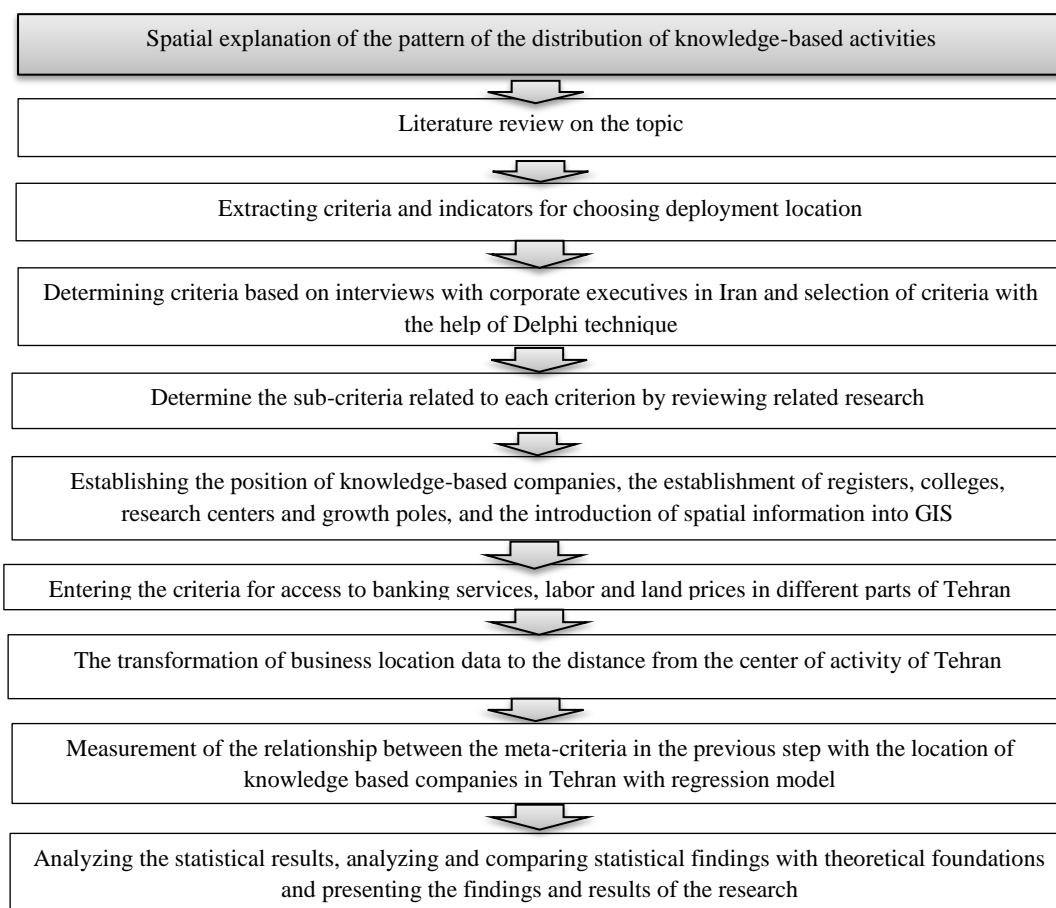 Spatial explanation of the pattern of the distribution of knowledge-based activities
Literature review on the topic
Extracting criteria and indicators for choosing deployment location
Determining criteria based on interviews with corporate executives in Iran and selection of criteria with
the help of Delphi technique
Determine the sub-criteria related to each criterion by reviewing related research
Establishing the position of knowledge-based companies, the establishment of registers, colleges,
research centers and growth poles, and the introduction of spatial information into GIS
Entering the criteria for access to banking services, labor and land prices in different parts of Tehran
The transformation of business location data to the distance from the center of activity of Tehran
Measurement of the relationship between the meta-criteria in the previous step with the location of
knowledge based companies in Tehran with regression model
Analyzing the statistical results, analyzing and comparing statistical findings with theoretical foundations
and presenting the findings and results of the research